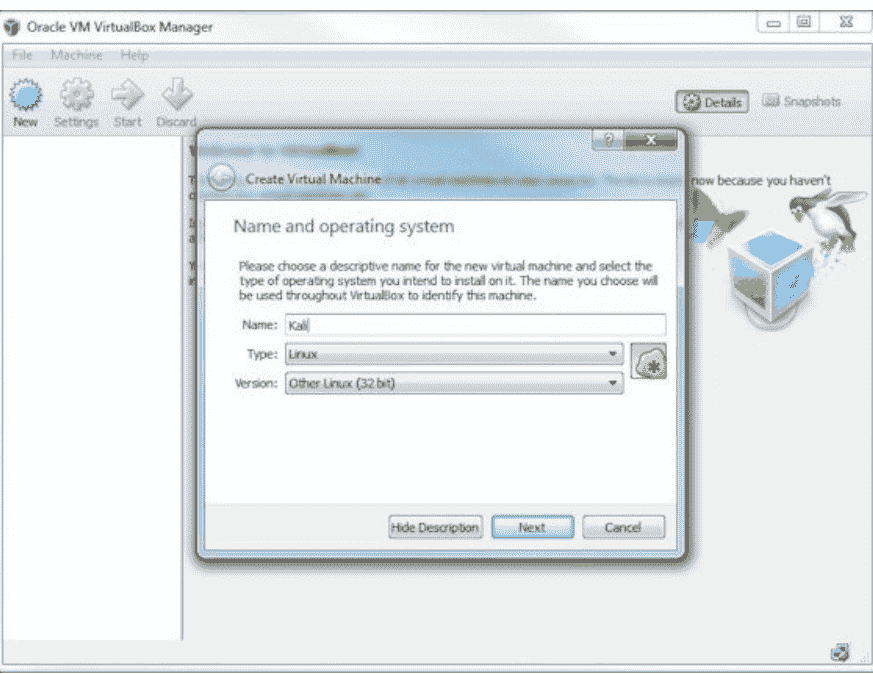 Oracle VM VirtualBox Manager
File Machine Help
New Settings Start Discard
Details Snapshots
Create Virtual Machine
now because you haven't
Name and operating system
Please choose a descriptive name for the new virtual machine and select the
type of operating system you intend to install on it. The name you choose will
be used throughout VirtualBox to identify this machine.
Name: Kali
Type: Linux
Version: Other Linux (32 bit)
Hide Description Next Cancel